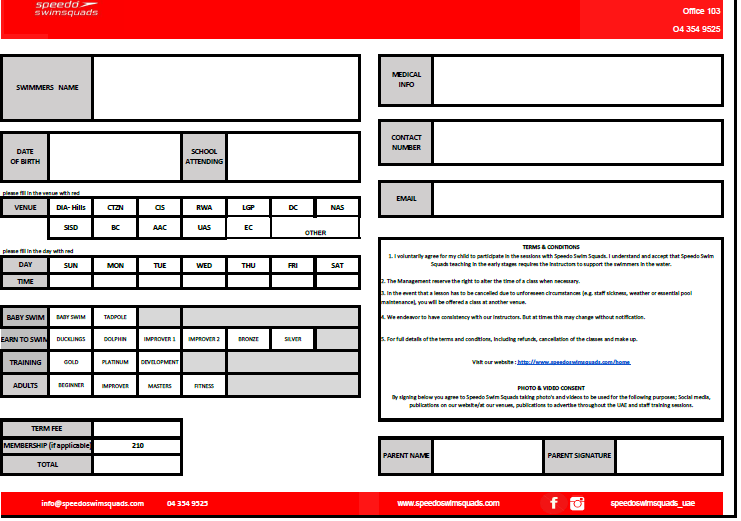 speedo
swimsquads
Office 103
04 354 9525
SWIMMERS NAME
DATE
OF BIRTH
SCHOOL
ATTENDING
please fill in the venue with red
VENUE DIA- Hills CTZN CIS RWA LGP DC NAS
SISD BC AAC UAS EC OTHER
please fill in the day with red
DAY SUN MON TUE WED THU FRI SAT
TIME
BABY SWIM BABY SWIM TADPOLE
EARN TO SWIM DUCKLINGS DOLPHIN IMPROVER 1 IMPROVER 2 BRONZE SILVER
TRAINING GOLD PLATINUM DEVELOPMENT
ADULTS BEGINNER IMPROVER MASTERS FITNESS
TERM FEE
MEMBERSHIP (if applicable) 210
TOTAL
MEDICAL
INFO
CONTACT
NUMBER
EMAIL
TERMS & CONDITIONS
1. I voluntarily agree for my child to participate in the sessions with Speedo Swim Squads. I understand and accept that Speedo Swim
Squads teaching in the early stages requires the instructors to support the swimmers in the water.
2. The Management reserve the right to alter the time of a class when necessary.
3. In the event that a lesson has to be cancelled due to unforeseen circumstances (e.g. staff sickness, weather or essential pool
maintenance), you will be offered a class at another venue.
4. We endeavor to have consistency with our instructors. But at times this may change without notification.
5. For full details of the terms and conditions, including refunds, cancellation of the classes and make up.
Visit our website : http://www.speedoswimsquads.com/home
PHOTO & VIDEO CONSENT
By signing below you agree to Speedo Swim Squads taking photo's and videos to be used for the following purposes; Social media,
publications on our website/at our venues, publications to advertise throughout the UAE and staff training sessions.
PARENT NAME PARENT SIGNATURE
info@speedoswimsquads.com 04 354 9525 www.speedoswimsquads.com f speedoswimsquads_uae